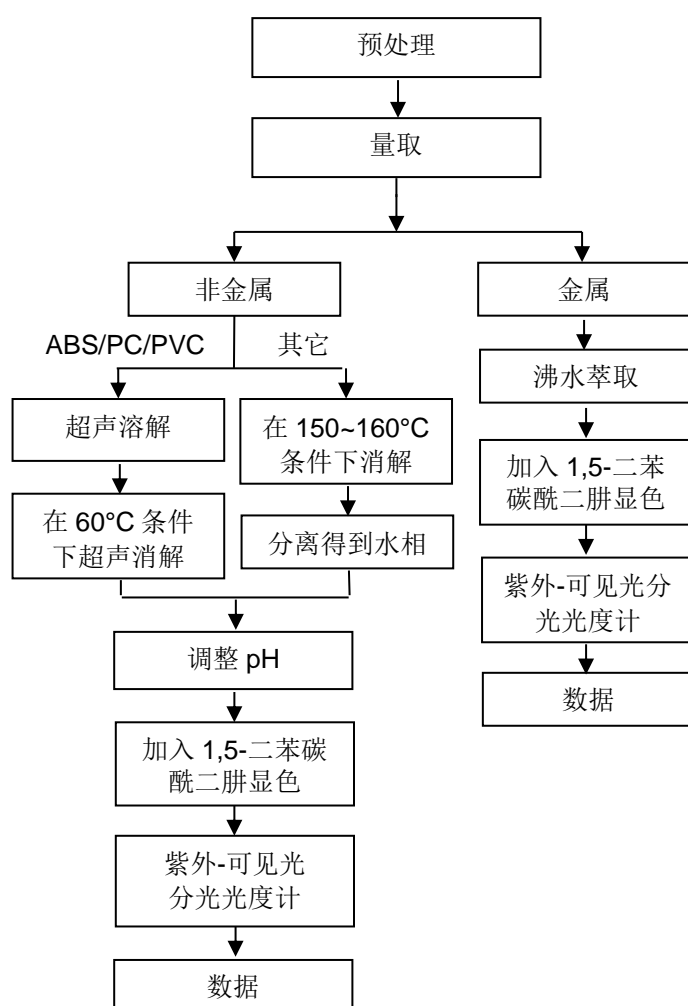 预处理
量取
非金属
金属
ABS/PC/PVC
其它
沸水萃取
超声溶解
在 150~160°C
条件下消解
加入 1,5-二苯
碳酰二肼显色
在 60°C 条件
下超声消解
分离得到水相
紫外-可见光分
光光度计
调整 pH
数据
加入 1,5-二苯碳
酰二肼显色
紫外-可见光
分光光度计
数据